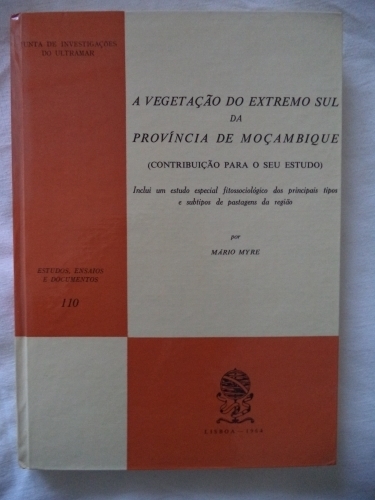 JUNTA DE INVESTIGAÇÕES
DO ULTRAMAR
A VEGETAÇÃO DO EXTREMO SUL
DA
PROVÍNCIA DE MOÇAMBIQUE
(CONTRIBUIÇÃO PARA O SEU ESTUDO)
Inclui um estudo especial fitossociológico dos principais tipos
e subtipos de pastagens da região
por
MÁRIO MYRE
ESTUDOS, ENSAIOS
E DOCUMENTOS
110
LISBOA — 1964